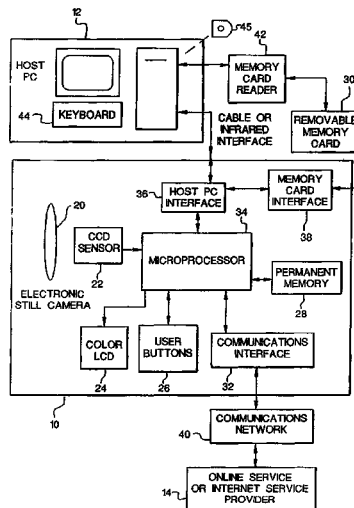 12
45
42
HOST PC
MEMORY CARD READER
44
KEYBOARD
30
REMOVABLE MEMORY CARD
CABLE OR INFRARED INTERFACE
20
36
HOST PC INTERFACE
34
MEMORY CARD INTERFACE
38
CCD SENSOR
22
MICROPROCESSOR
ELECTRONIC STILL CAMERA
PERMANENT MEMORY
28
COLOR LCD
24
USER BUTTONS
26
COMMUNICATIONS INTERFACE
32
10
COMMUNICATIONS NETWORK
40
ONLINE SERVICE OR INTERNET SERVICE PROVIDER
14